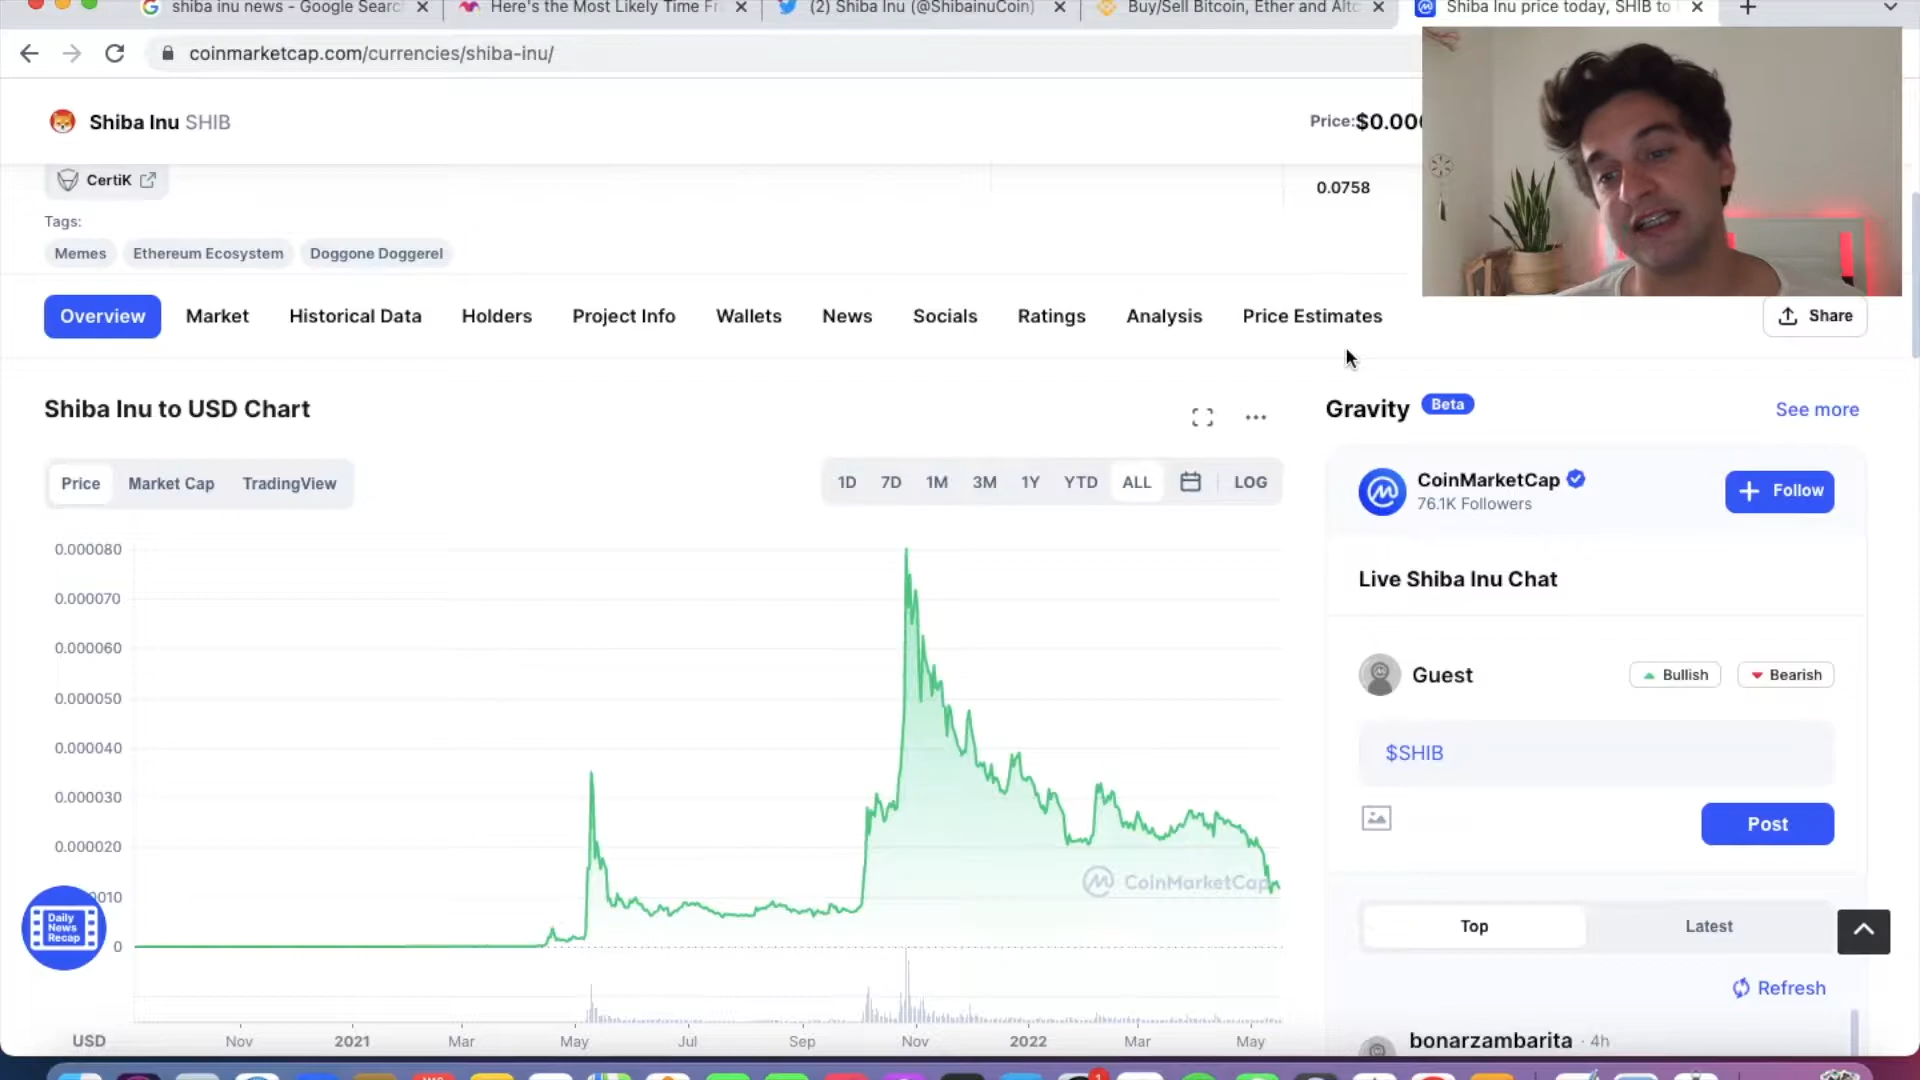 shiba inu news - Google Searc
Here's the Most Likely Time Fr
(2) Shiba Inu (@ShibainuCoin)
Buy/Sell Bitcoin, Ether and Altc
Shiba Inu price today, SHIB to
coinmarketcap.com/currencies/shiba-inu/
Shiba Inu SHIB
Price:$0.000
CertiK
0.0758
Tags:
Memes
Ethereum Ecosystem
Doggone Doggerel
Overview
Market
Historical Data
Holders
Project Info
Wallets
News
Socials
Ratings
Analysis
Price Estimates
Share
Shiba Inu to USD Chart
Gravity
Beta
See more
Price
Market Cap
TradingView
1D
7D
1M
3M
1Y
YTD
ALL
LOG
CoinMarketCap
76.1K Followers
Follow
0.000080
0.000070
0.000060
0.000050
0.000040
0.000030
0.000020
0010
0
Live Shiba Inu Chat
Guest
Bullish
Bearish
$SHIB
Post
CoinMarketCap
Daily
News
Recap
Top
Latest
Refresh
USD
Nov
2021
Mar
May
Jul
Sep
Nov
2022
Mar
May
bonarzambarita · 4h